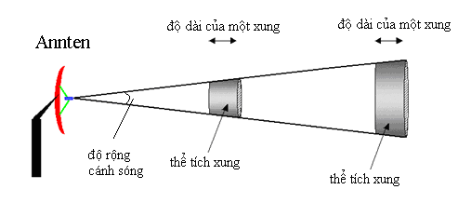 độ dài của một xung
độ dài của một xung
Annten
độ rộng
cánh sóng
thể tích xung
thể tích xung